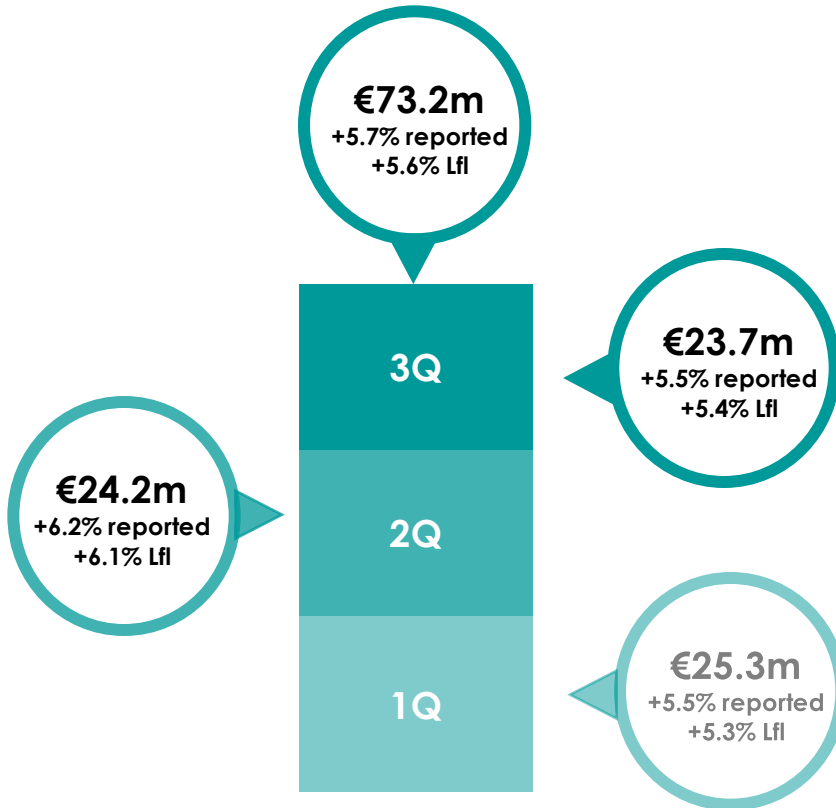 €73.2m
+5.7% reported
+5.6% Lfl
3Q
€23.7m
+5.5% reported
+5.4% Lfl
€24.2m
+6.2% reported
+6.1% Lfl
2Q
€25.3m
+5.5% reported
+5.3% Lfl
1Q